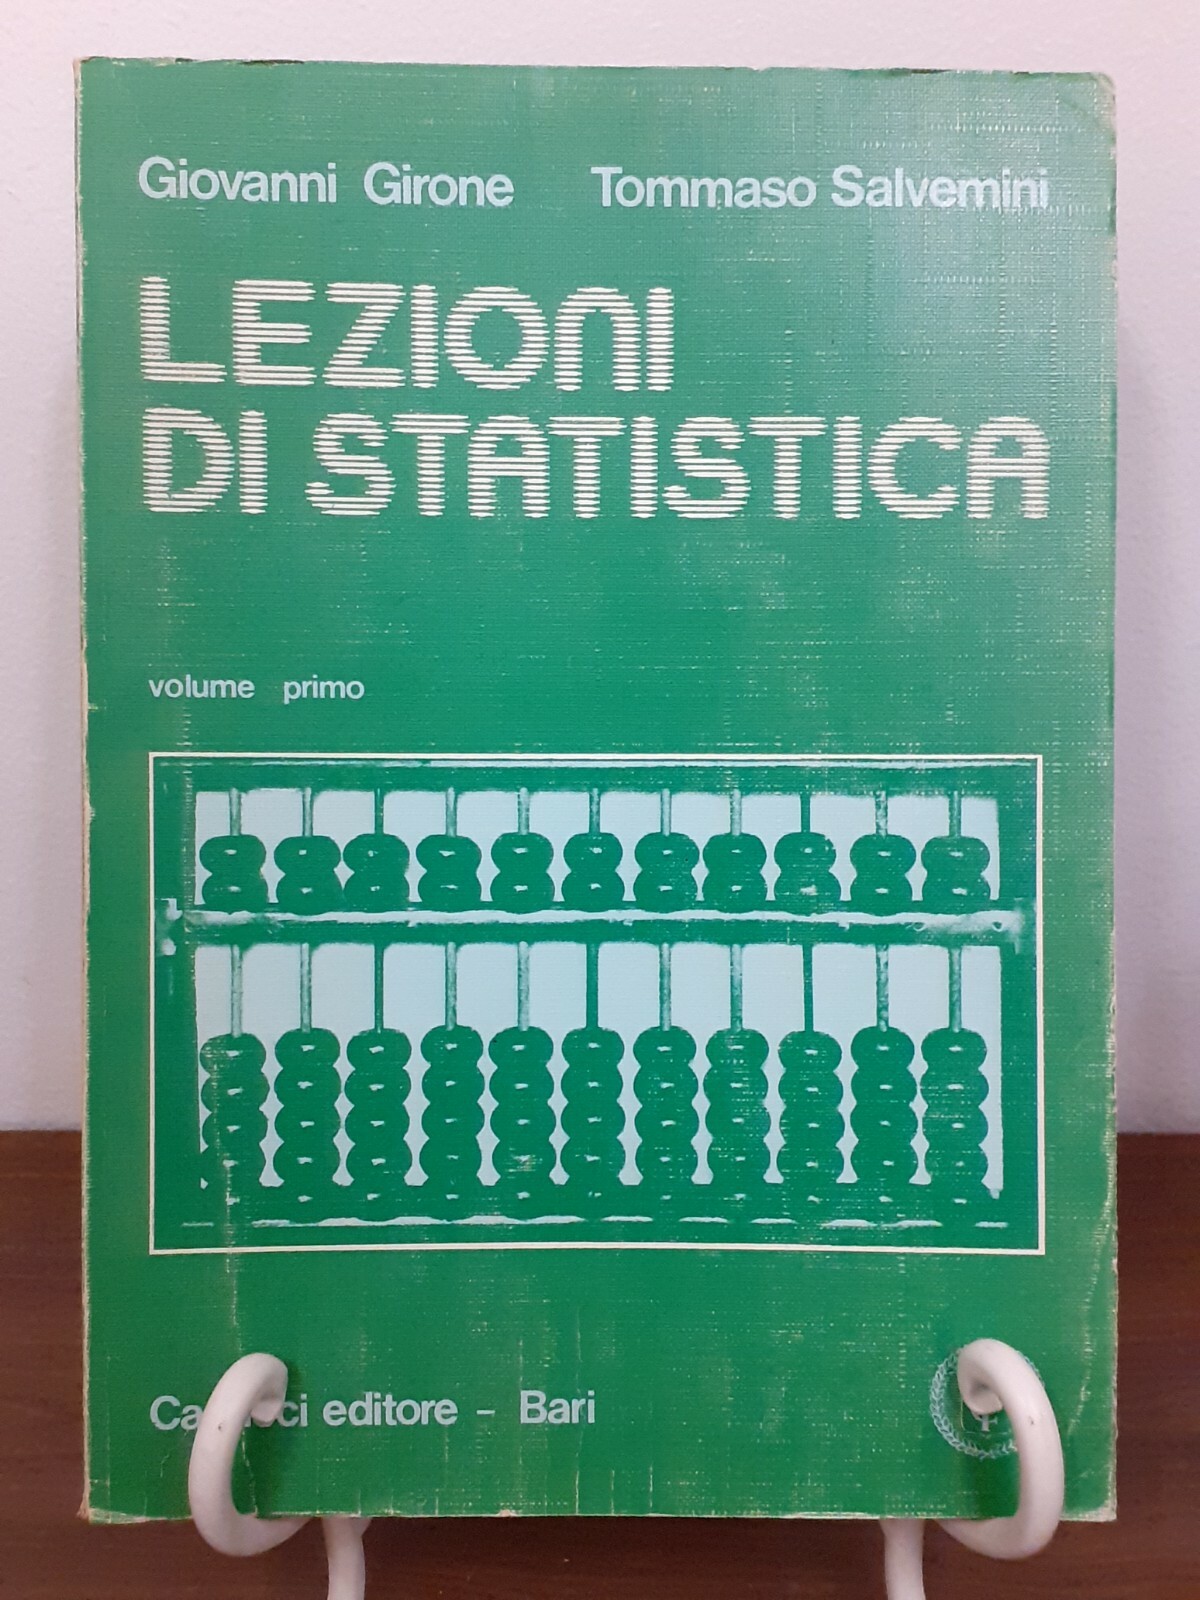 Giovanni Girone Tommaso Salvemini
LEZIONI
DI STATISTICA
volume primo
editore - Bari